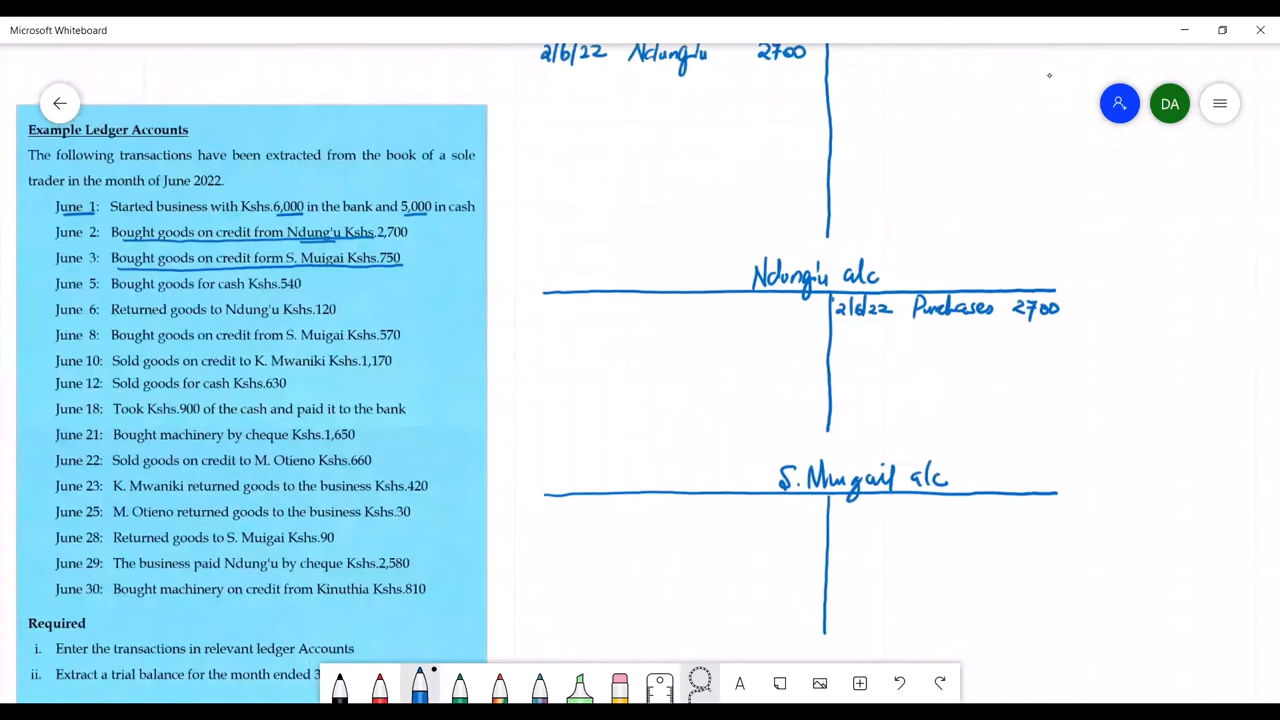 Microsoft Whiteboard
2/6/22 Ndung'u 2700
DA
Example Ledger Accounts
The following transactions have been extracted from the book of a sole
trader in the month of June 2022.
June 1: Started business with Kshs.6,000 in the bank and 5,000 in cash
June 2: Bought goods on credit from Ndung'u Kshs.2,700
June 3: Bought goods on credit form S. Muigai Kshs.750
June 5: Bought goods for cash Kshs.540
June 6: Returned goods to Ndung'u Kshs.120
June 8: Bought goods on credit from S. Muigai Kshs.570
June 10: Sold goods on credit to K. Mwaniki Kshs.1,170
June 12: Sold goods for cash Kshs.630
June 18: Took Kshs.900 of the cash and paid it to the bank
June 21: Bought machinery by cheque Kshs.1,650
June 22: Sold goods on credit to M. Otieno Kshs.660
June 23: K. Mwaniki returned goods to the business Kshs.420
June 25: M. Otieno returned goods to the business Kshs.30
June 28: Returned goods to S. Muigai Kshs.90
June 29: The business paid Ndung'u by cheque Kshs.2,580
June 30: Bought machinery on credit from Kinuthia Kshs.810
Required
i. Enter the transactions in relevant ledger Accounts
ii. Extract a trial balance for the month ended 3
Ndung'u a/c
2/6/22 Purchases 2700
S. Muigai a/c
A